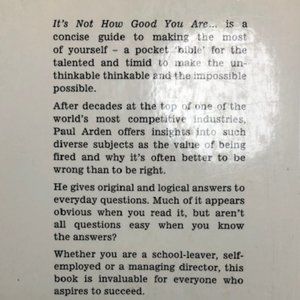 It's Not How Good You Are... is a
concise guide to making the most
of yourself – a pocket 'bible' for the
talented and timid to make the un-
thinkable thinkable and the impossible
possible.
After decades at the top of one of the
world's most competitive industries,
Paul Arden offers insights into such
diverse subjects as the value of being
fired and why it's often better to be
wrong than to be right.
He gives original and logical answers to
everyday questions. Much of it appears
obvious when you read it, but aren't
all questions easy when you know
the answers?
Whether you are a school-leaver, self-
employed or a managing director, this
book is invaluable for everyone who
aspires to succeed.